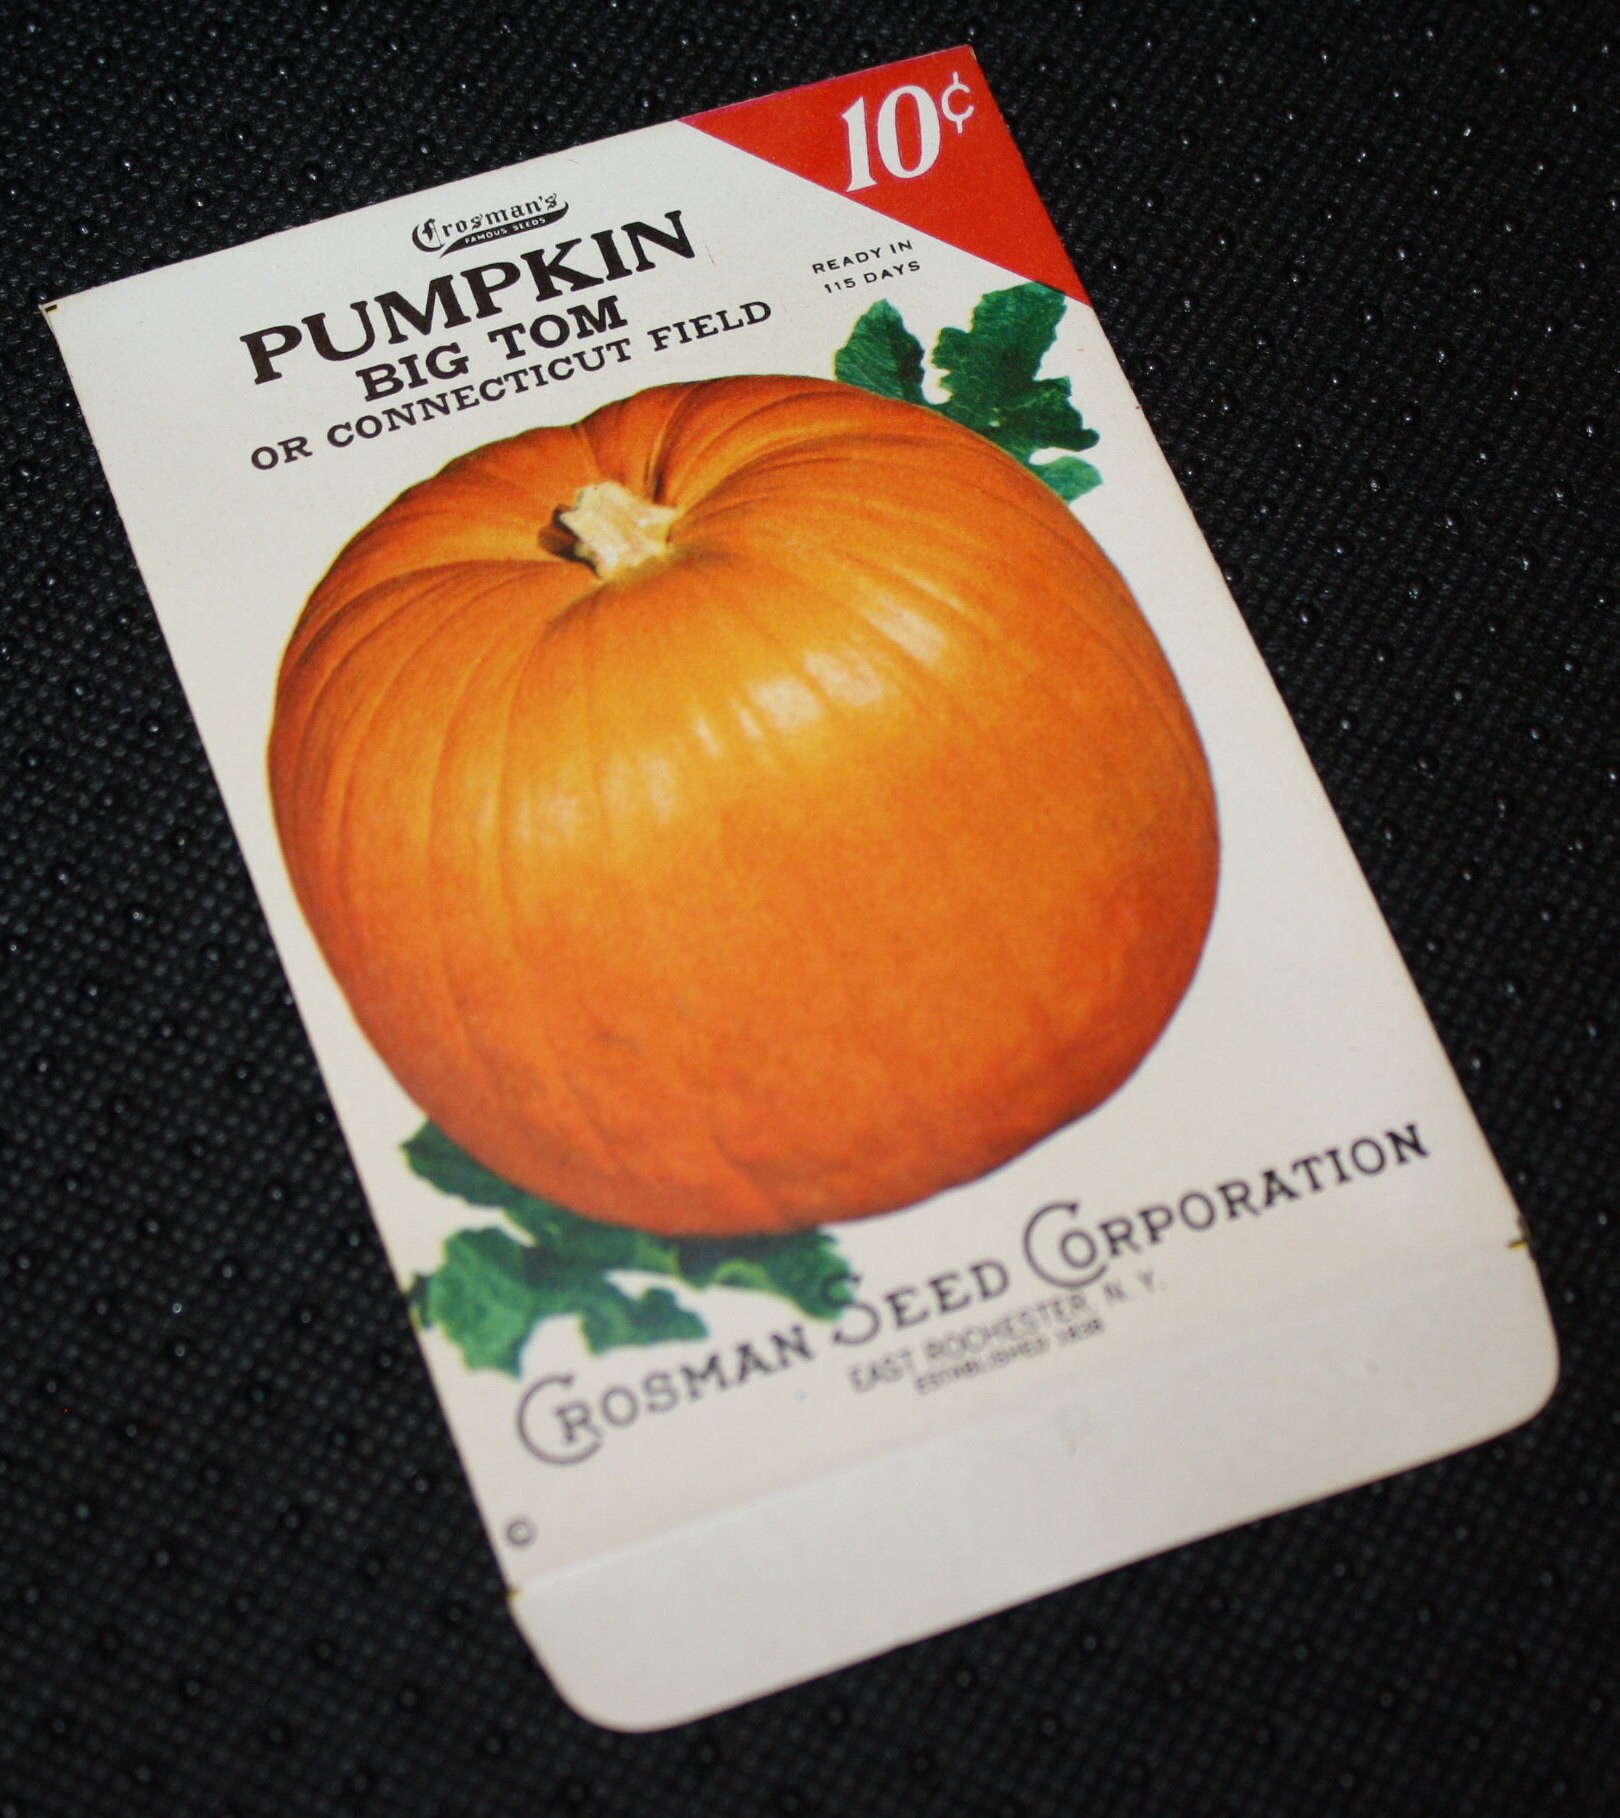 10¢
Crosman's
FAMOUS SEEDS
PUMPKIN
BIG TOM
OR CONNECTICUT FIELD
READY IN
115 DAYS
CROSMAN SEED CORPORATION
EAST ROCHESTER, N. Y.
ESTABLISHED 1838
©